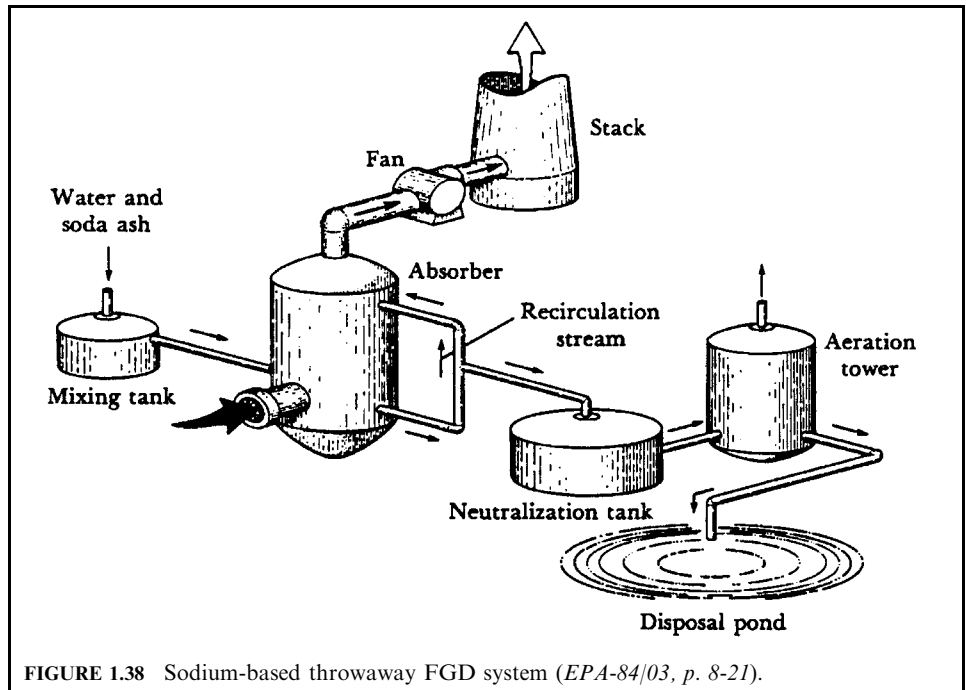 Stack
Fan
Water and
soda ash
Absorber
Recirculation
stream
Aeration
tower
Mixing tank
Neutralization tank
Disposal pond
FIGURE 1.38 Sodium-based throwaway FGD system (EPA-84/03, p. 8-21).